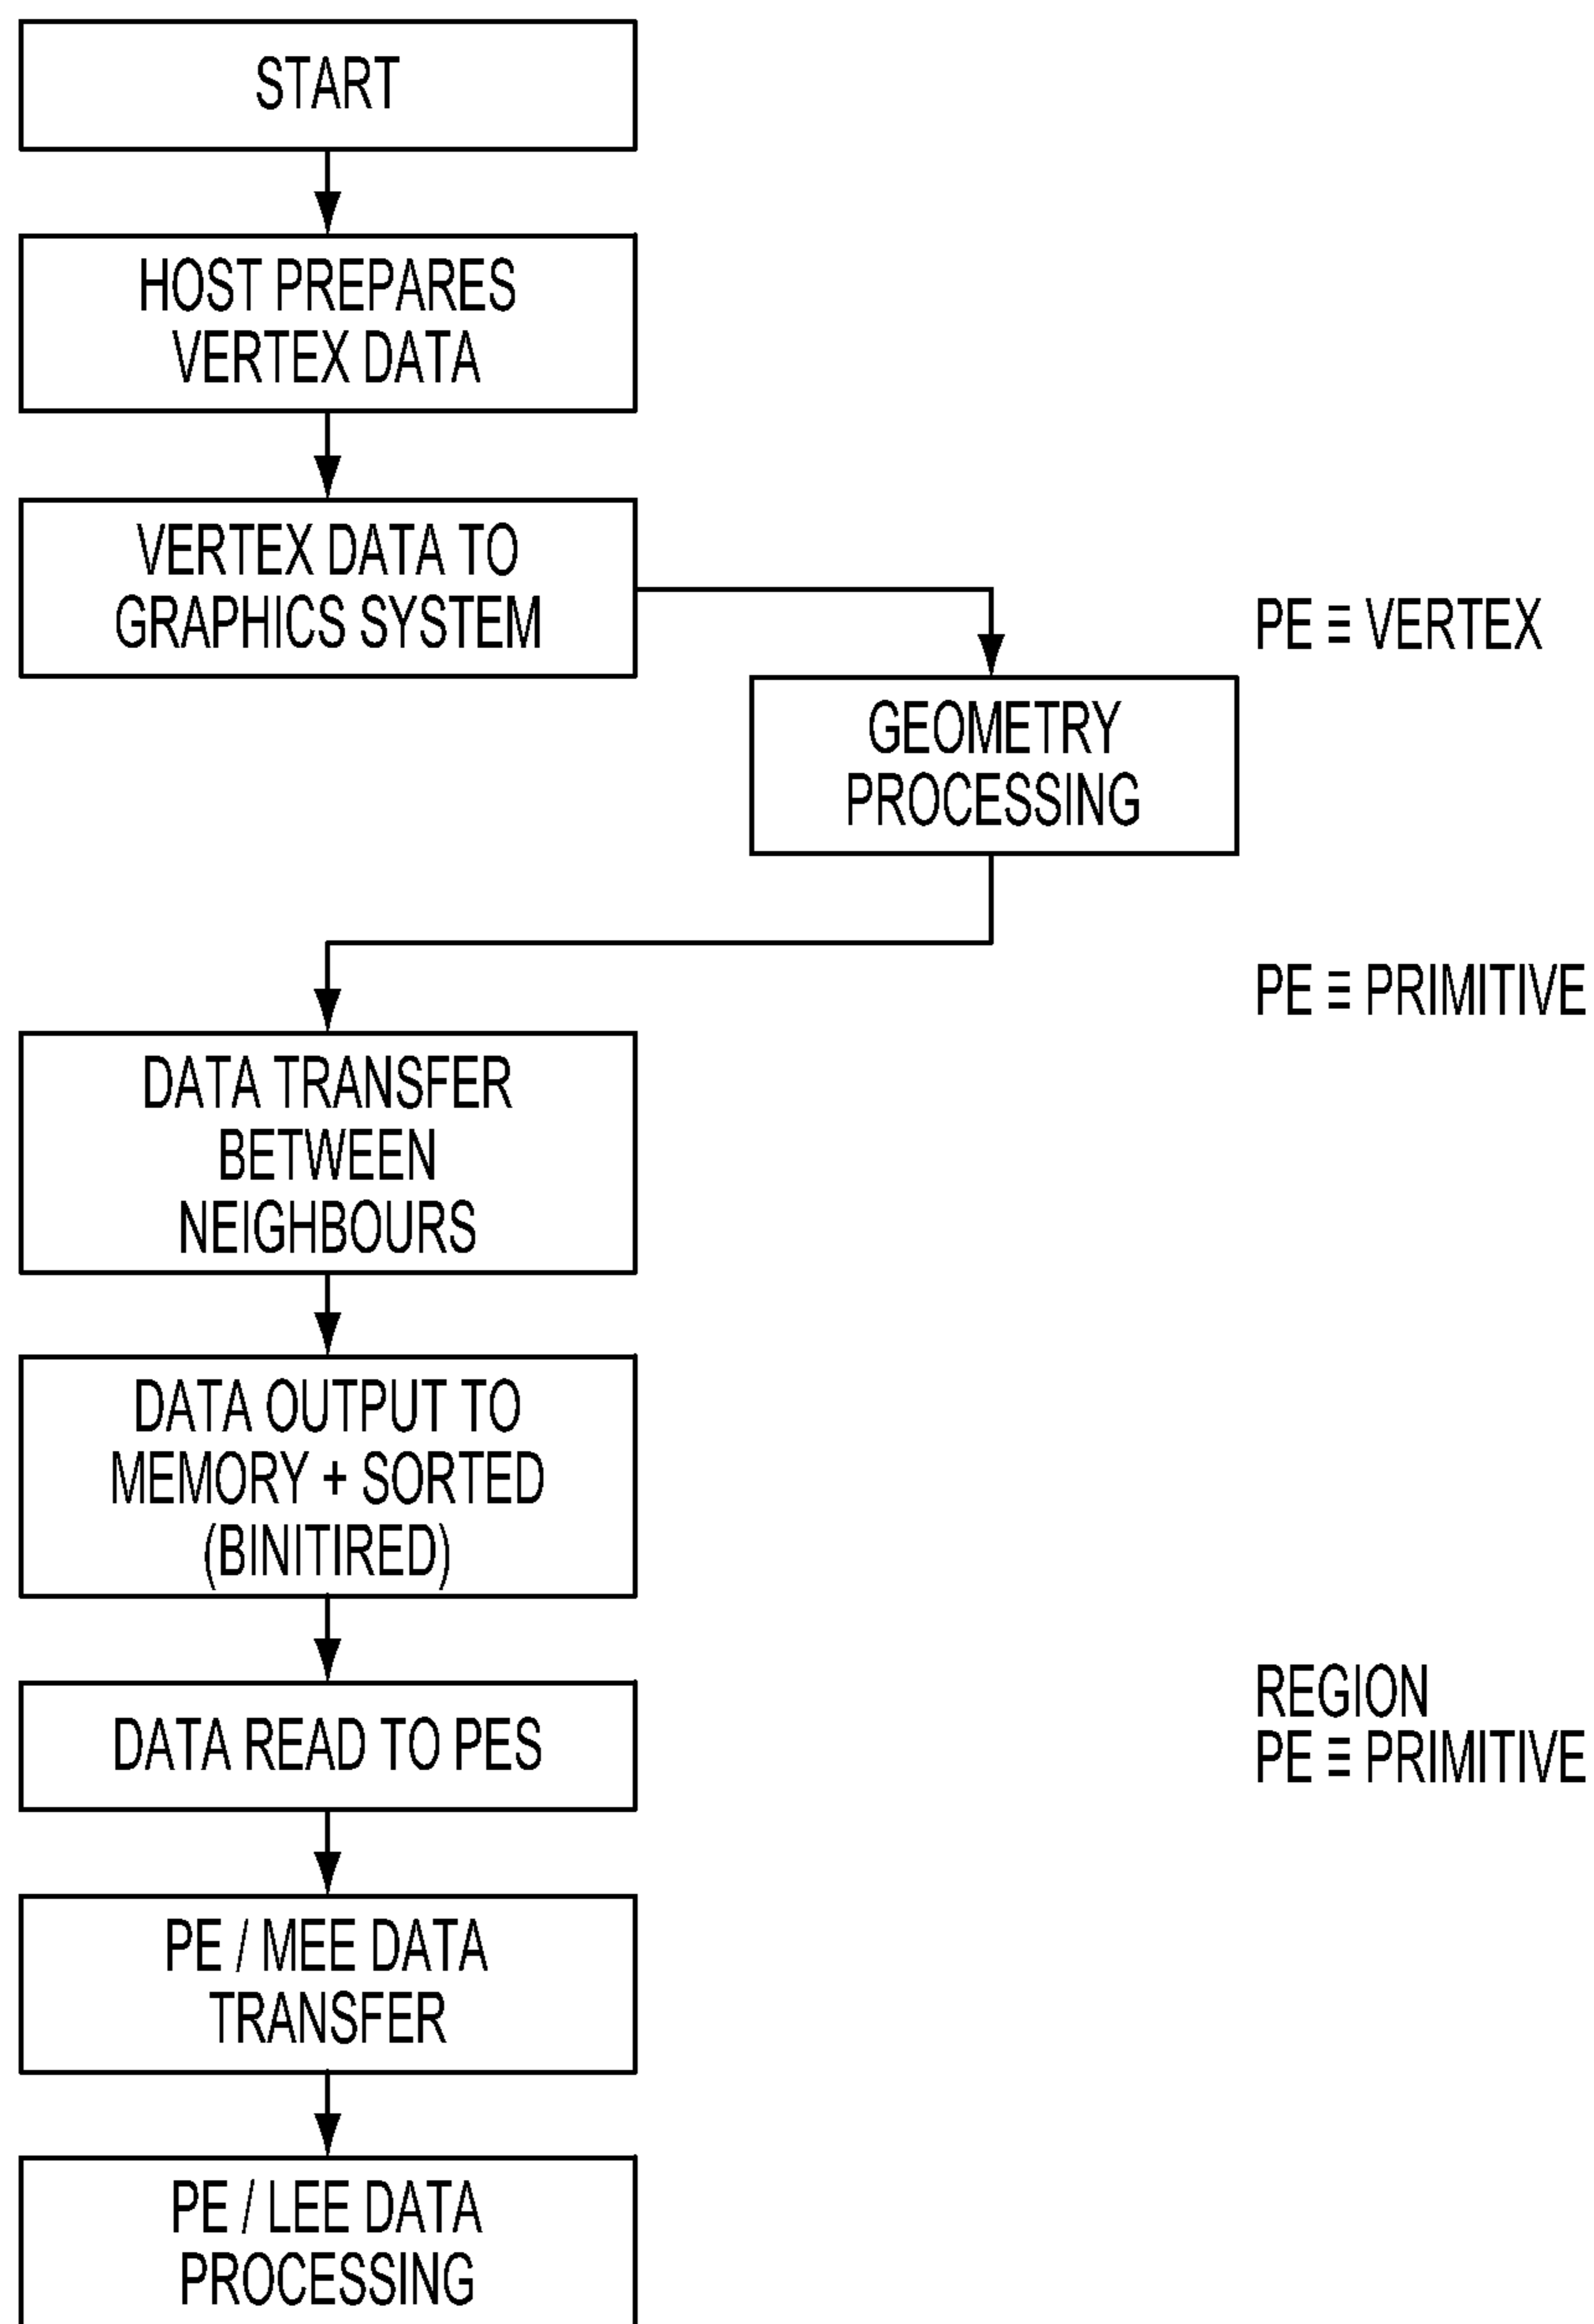 START
HOST PREPARES
VERTEX DATA
VERTEX DATA TO
GRAPHICS SYSTEM
PE ≡ VERTEX
GEOMETRY
PROCESSING
PE ≡ PRIMITIVE
DATA TRANSFER
BETWEEN
NEIGHBOURS
DATA OUTPUT TO
MEMORY + SORTED
(BINITIRED)
REGION
PE ≡ PRIMITIVE
DATA READ TO PES
PE / MEE DATA
TRANSFER
PE / LEE DATA
PROCESSING